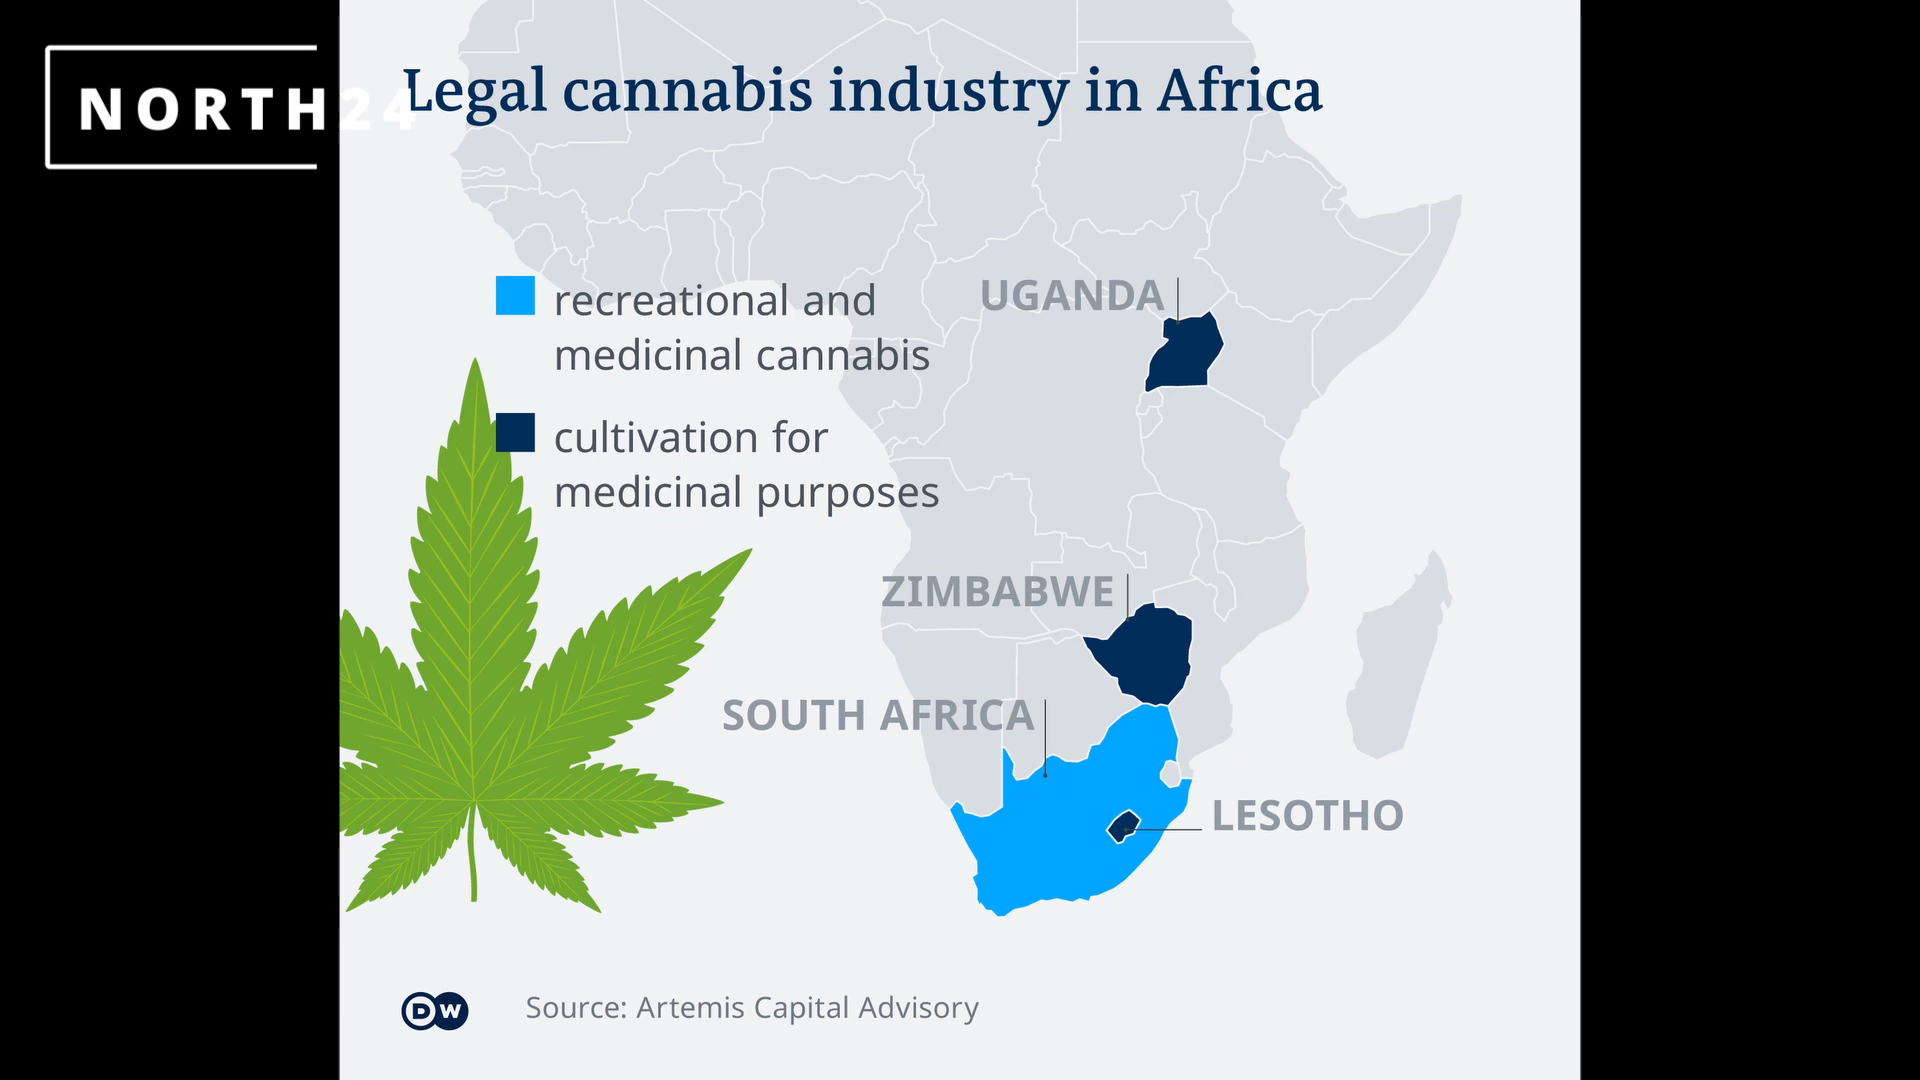 NORTH24
Legal cannabis industry in Africa
recreational and
medicinal cannabis
cultivation for
medicinal purposes
UGANDA
ZIMBABWE
SOUTH AFRICA
LESOTHO
DW
Source: Artemis Capital Advisory